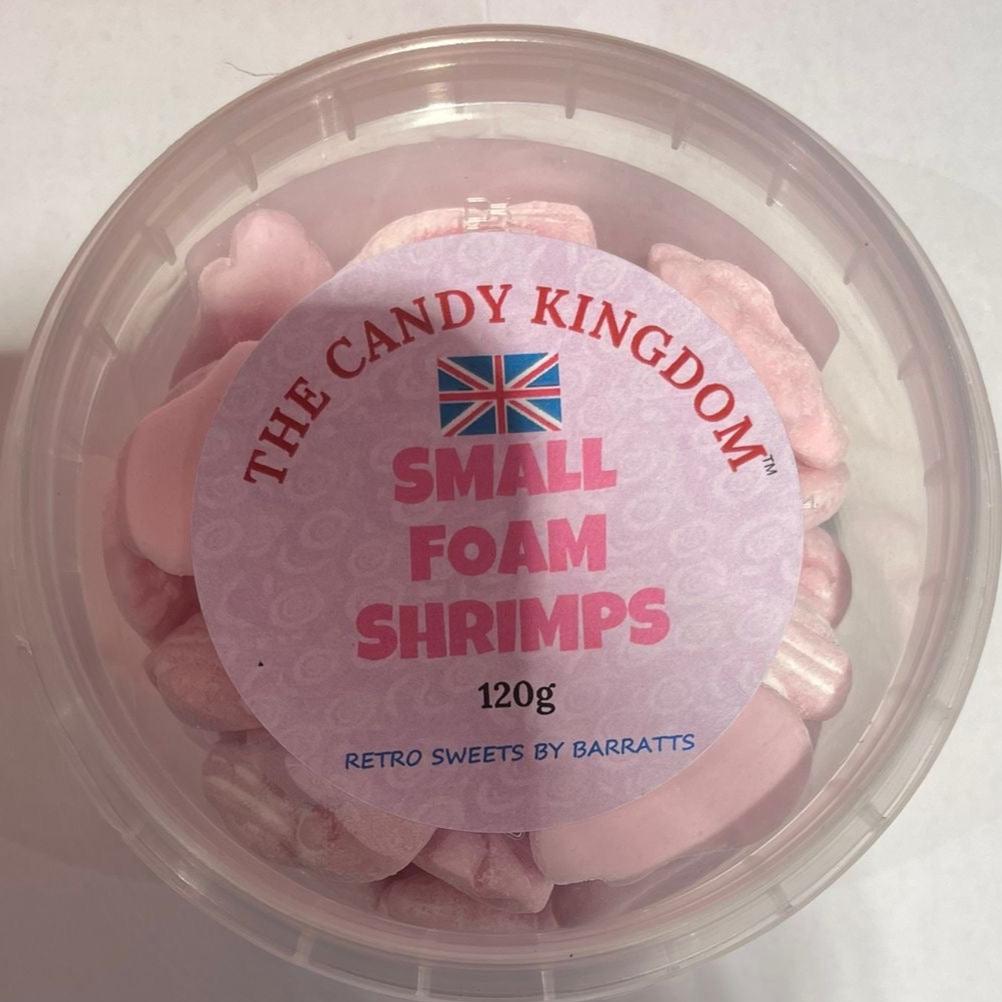 THE CANDY KINGDOM™
SMALL
FOAM
SHRIMPS
120g
RETRO SWEETS BY BARRATTS